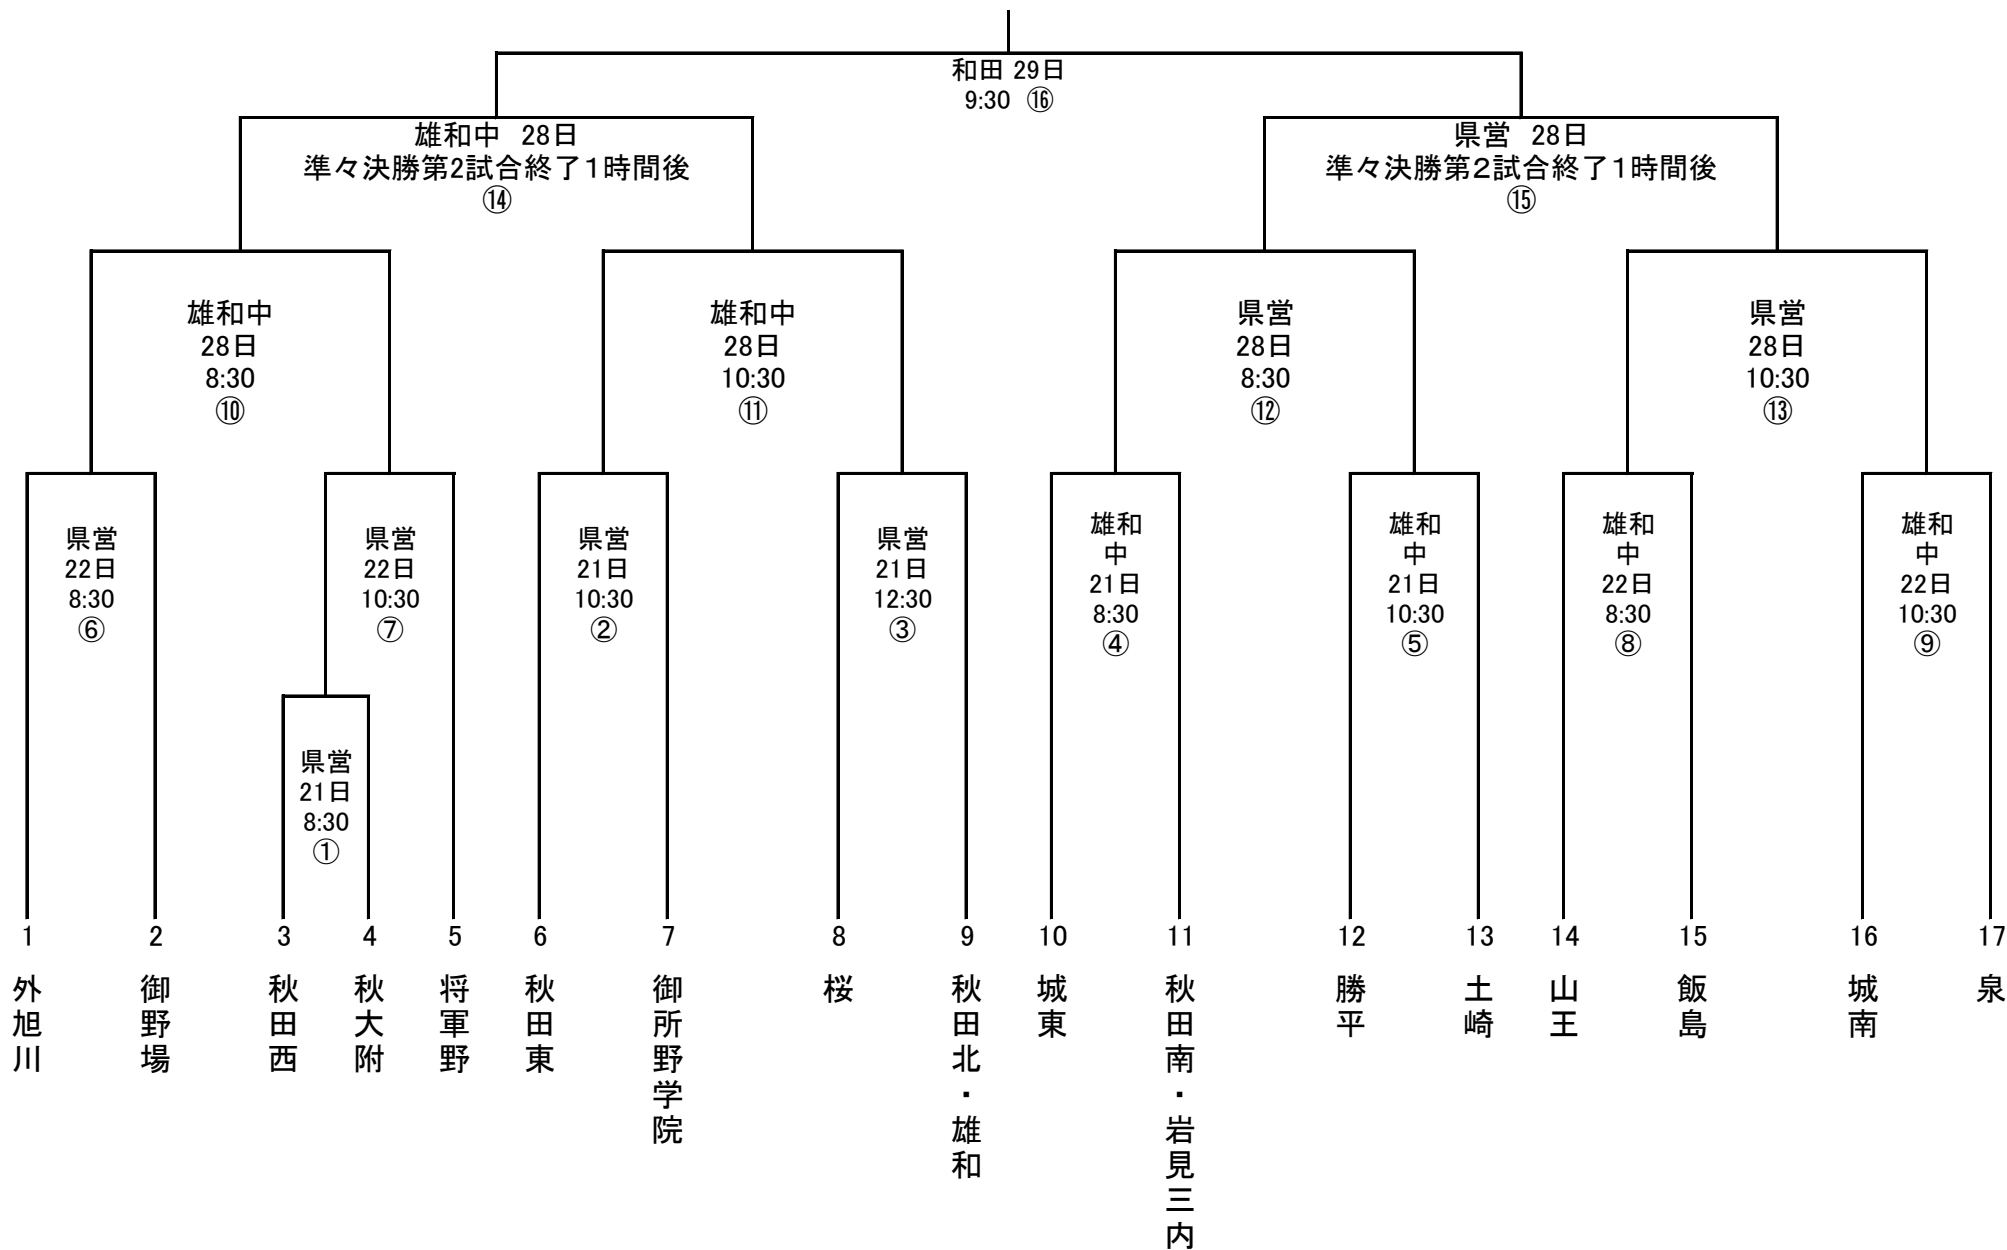 和田 29日
9:30 ⑯
雄和中 28日
準々決勝第2試合終了1時間後
⑭
県営 28日
準々決勝第2試合終了1時間後
⑮
雄和中
28日
8:30
⑩
雄和中
28日
10:30
⑪
県営
28日
8:30
⑫
県営
28日
10:30
⑬
県営
22日
8:30
⑥
県営
22日
10:30
⑦
県営
21日
10:30
②
県営
21日
12:30
③
雄和
中
21日
8:30
④
雄和
中
21日
10:30
⑤
雄和
中
22日
8:30
⑧
雄和
中
22日
10:30
⑨
県営
21日
8:30
①
1
外旭川
2
御野場
3
秋田西
4
秋大附
5
将軍野
6
秋田東
7
御所野学院
8
桜
9
秋田北・雄和
10
城東
11
秋田南・岩見三内
12
勝平
13
土崎
14
山王
15
飯島
16
城南
17
泉